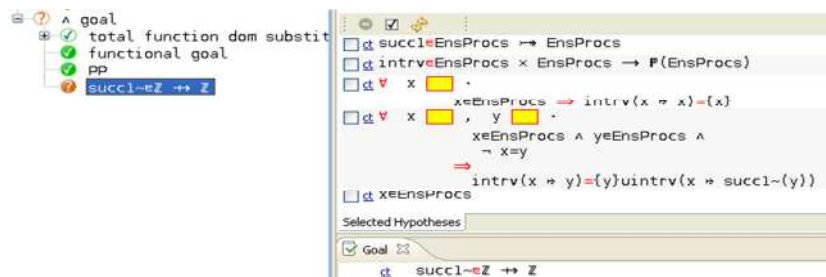 ∧ goal
total function dom substit
functional goal
PP
succ1~∈ℤ ⇸ ℤ
ct succ1∈EnsProcs ⤖ EnsProcs
ct intrv∈EnsProcs × EnsProcs → ℙ(EnsProcs)
ct ∀ x ·
x∈EnsProcs ⇒ intrv(x ↦ x)={x}
ct ∀ x , y ·
x∈EnsProcs ∧ y∈EnsProcs ∧
¬ x=y
⇒
intrv(x ↦ y)={y}∪intrv(x ↦ succ1~(y))
ct x∈EnsProcs
Selected Hypotheses
Goal
ct succ1~∈ℤ ⇸ ℤ